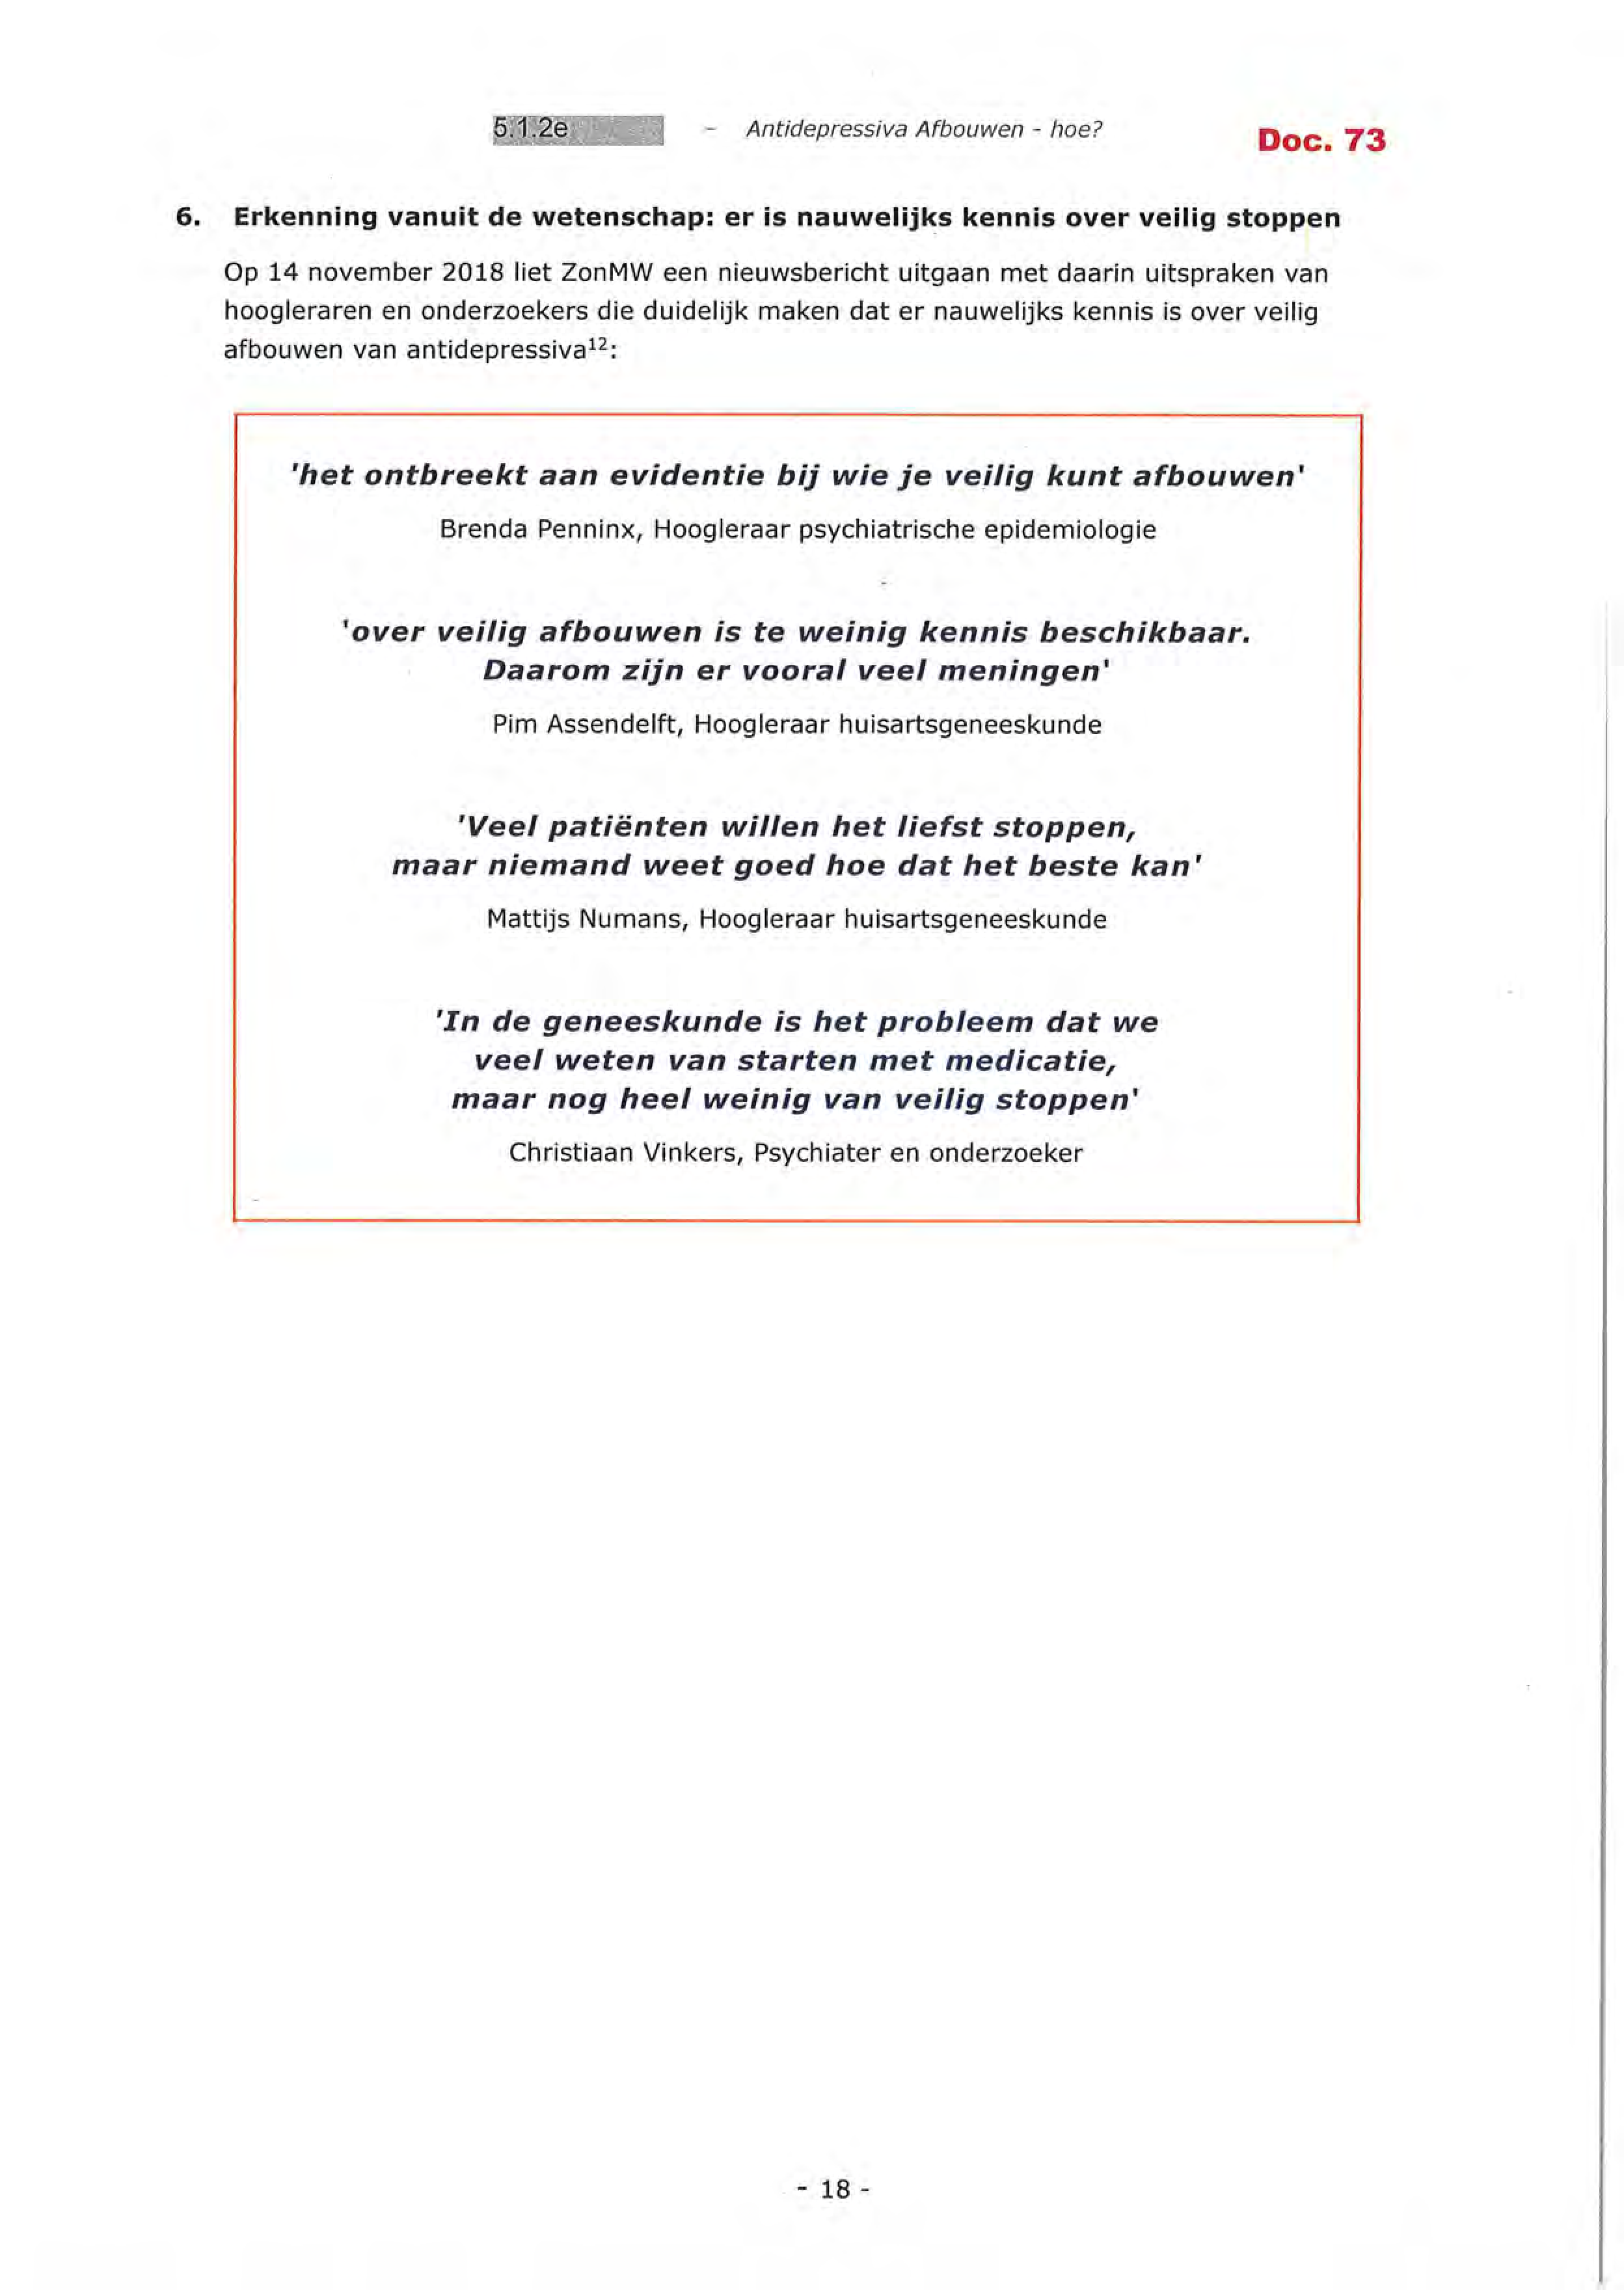 5.1.2e - Antidepressiva Afbouwen - hoe?
Doc. 73
6. Erkenning vanuit de wetenschap: er is nauwelijks kennis over veilig stoppen
Op 14 november 2018 liet ZonMW een nieuwsbericht uitgaan met daarin uitspraken van
hoogleraren en onderzoekers die duidelijk maken dat er nauwelijks kennis is over veilig
afbouwen van antidepressiva¹²:
'het ontbreekt aan evidentie bij wie je veilig kunt afbouwen'
Brenda Penninx, Hoogleraar psychiatrische epidemiologie
'over veilig afbouwen is te weinig kennis beschikbaar.
Daarom zijn er vooral veel meningen'
Pim Assendelft, Hoogleraar huisartsgeneeskunde
'Veel patiënten willen het liefst stoppen,
maar niemand weet goed hoe dat het beste kan'
Mattijs Numans, Hoogleraar huisartsgeneeskunde
'In de geneeskunde is het probleem dat we
veel weten van starten met medicatie,
maar nog heel weinig van veilig stoppen'
Christiaan Vinkers, Psychiater en onderzoeker
- 18 -